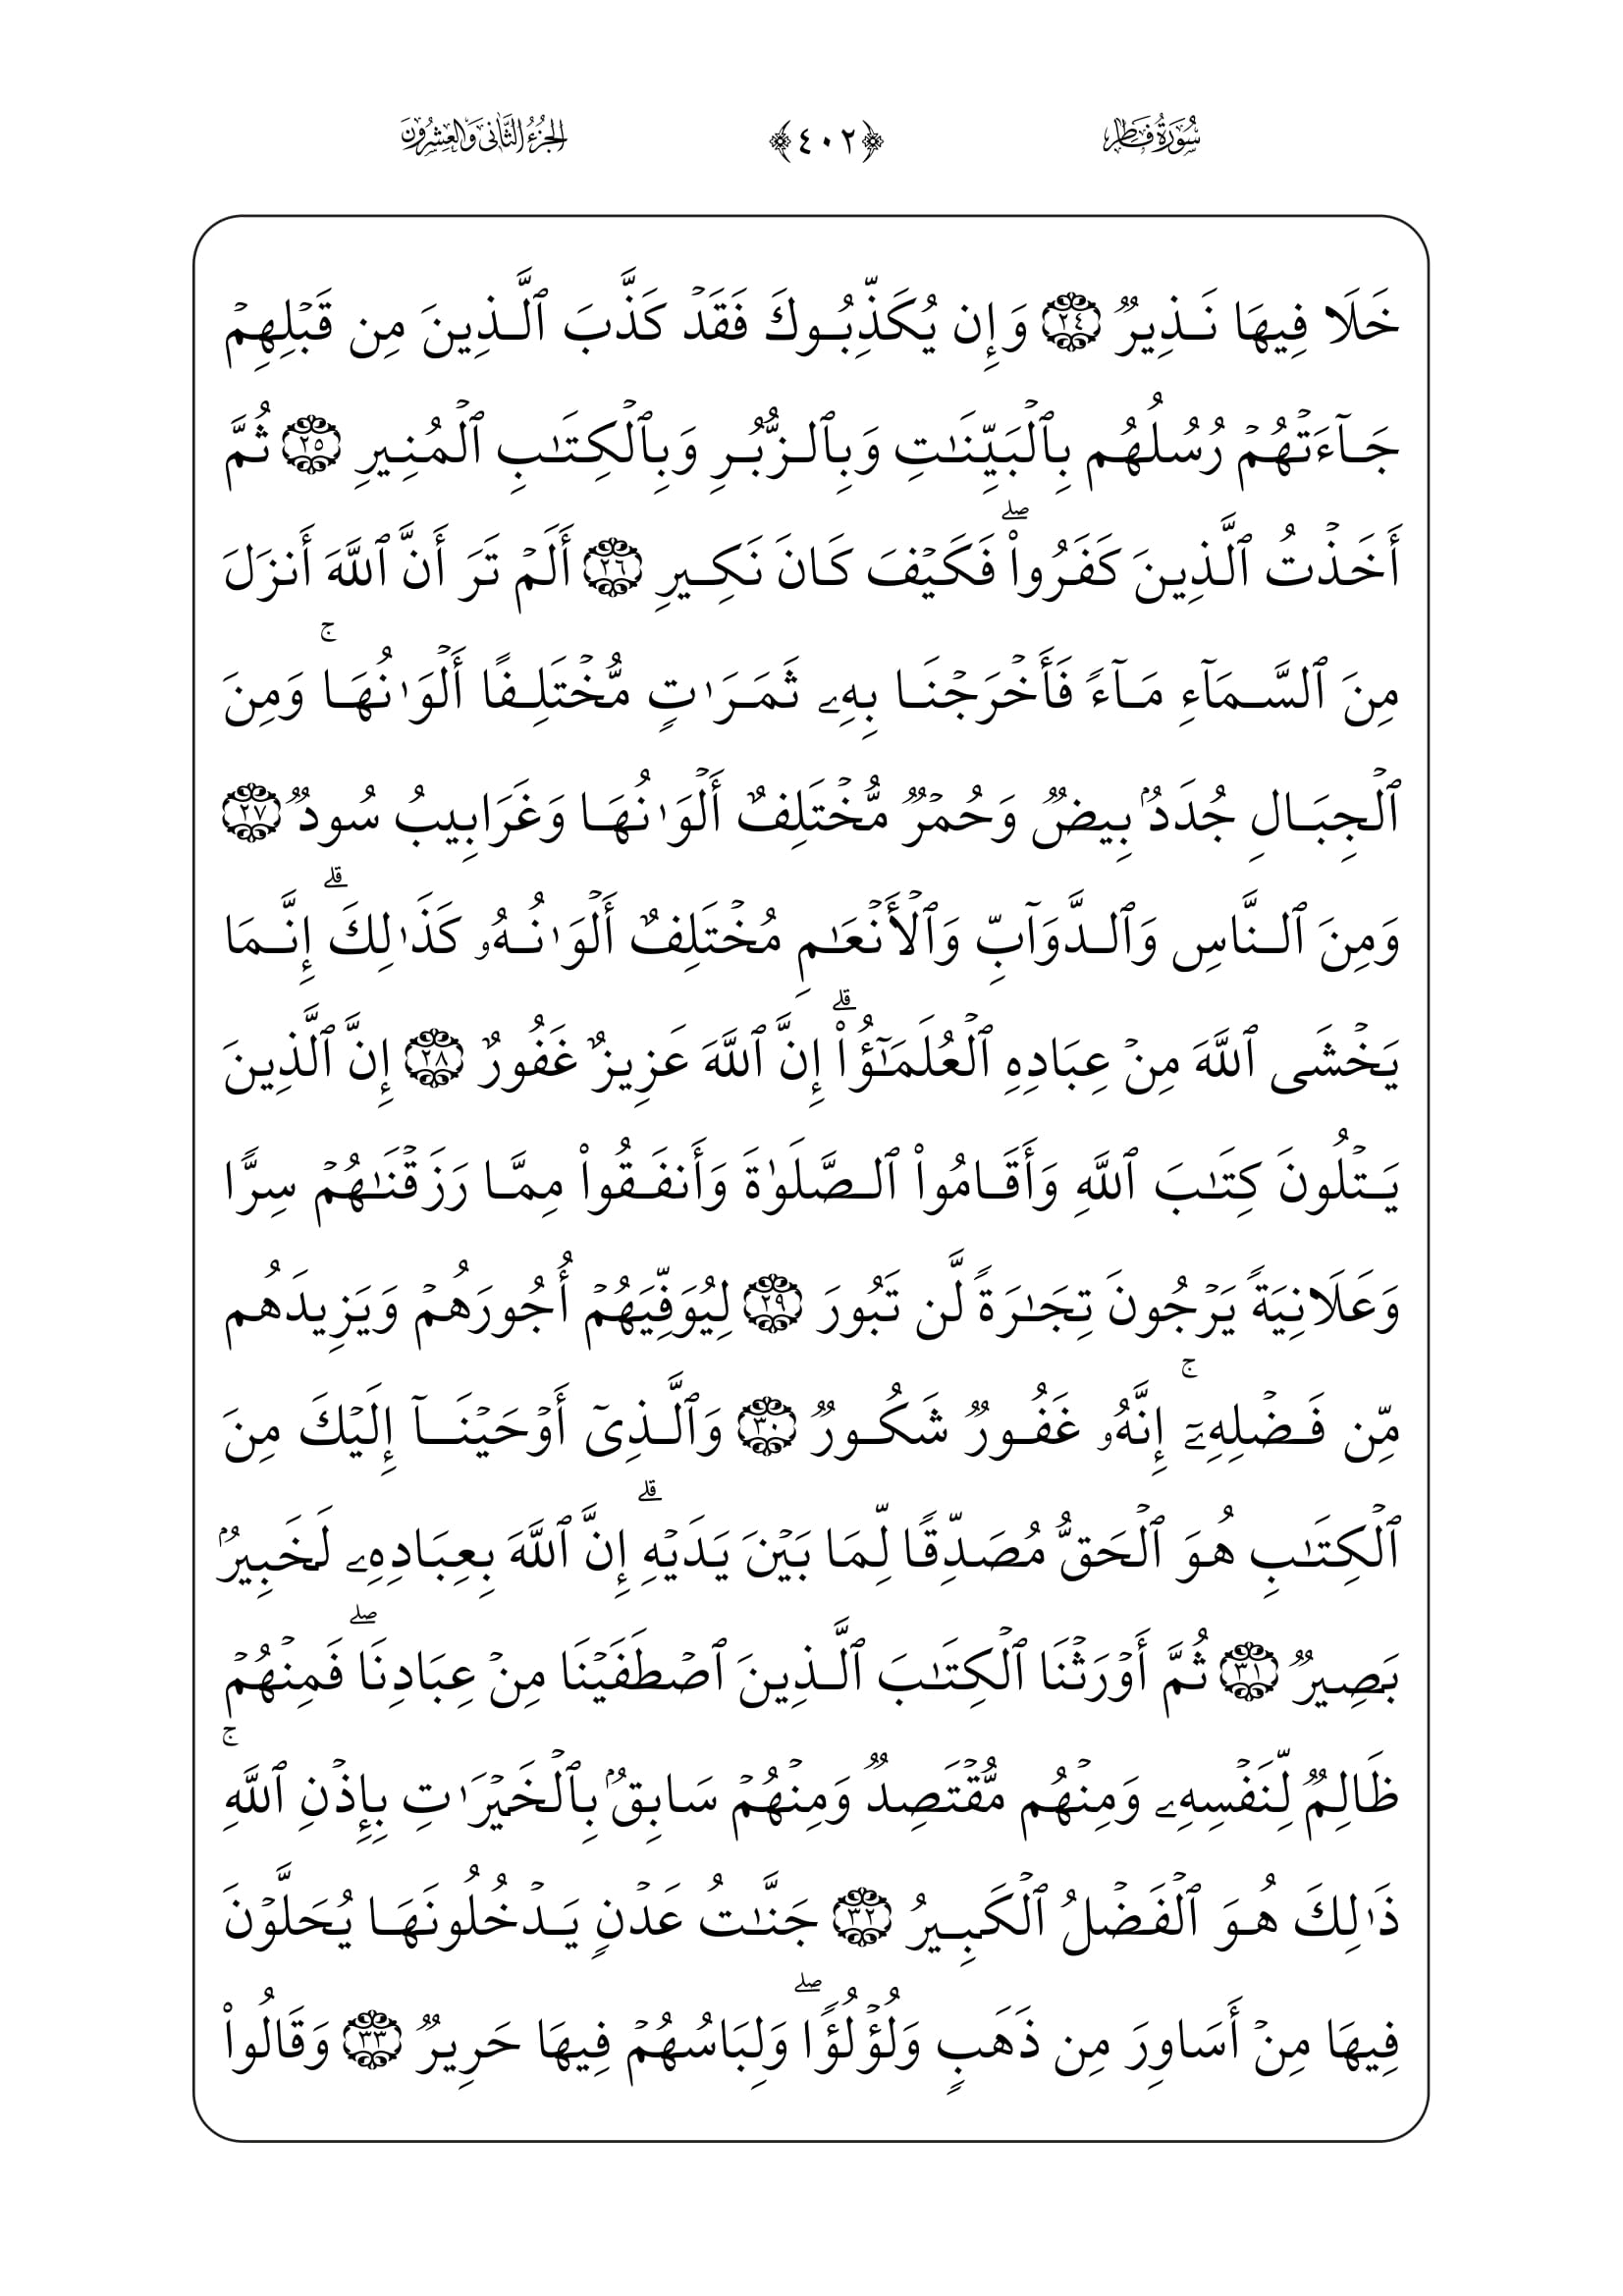 سُورَةُ فَاطِرٍ ﴿٤٠٢﴾ الجُزْءُ الثَّانِي وَالعِشْرُونَ
خَلَا فِيهَا نَذِيرٌ ٢٤ وَإِن يُكَذِّبُوكَ فَقَدۡ كَذَّبَ ٱلَّذِينَ مِن قَبۡلِهِمۡ
جَآءَتۡهُمۡ رُسُلُهُم بِٱلۡبَيِّنَٰتِ وَبِٱلزُّبُرِ وَبِٱلۡكِتَٰبِ ٱلۡمُنِيرِ ٢٥ ثُمَّ
أَخَذۡتُ ٱلَّذِينَ كَفَرُواْۖ فَكَيۡفَ كَانَ نَكِيرِ ٢٦ أَلَمۡ تَرَ أَنَّ ٱللَّهَ أَنزَلَ
مِنَ ٱلسَّمَآءِ مَآءٗ فَأَخۡرَجۡنَا بِهِۦ ثَمَرَٰتٖ مُّخۡتَلِفًا أَلۡوَٰنُهَاۚ وَمِنَ
ٱلۡجِبَالِ جُدَدُۢ بِيضٞ وَحُمۡرٞ مُّخۡتَلِفٌ أَلۡوَٰنُهَا وَغَرَابِيبُ سُودٞ ٢٧
وَمِنَ ٱلنَّاسِ وَٱلدَّوَآبِّ وَٱلۡأَنۡعَٰمِ مُخۡتَلِفٌ أَلۡوَٰنُهُۥ كَذَٰلِكَۗ إِنَّمَا
يَخۡشَى ٱللَّهَ مِنۡ عِبَادِهِ ٱلۡعُلَمَٰٓؤُاْۗ إِنَّ ٱللَّهَ عَزِيزٌ غَفُورٌ ٢٨ إِنَّ ٱلَّذِينَ
يَتۡلُونَ كِتَٰبَ ٱللَّهِ وَأَقَامُواْ ٱلصَّلَوٰةَ وَأَنفَقُواْ مِمَّا رَزَقۡنَٰهُمۡ سِرّٗا
وَعَلَانِيَةٗ يَرۡجُونَ تِجَٰرَةٗ لَّن تَبُورَ ٢٩ لِيُوَفِّيَهُمۡ أُجُورَهُمۡ وَيَزِيدَهُم
مِّن فَضۡلِهِۦٓۚ إِنَّهُۥ غَفُورٞ شَكُورٞ ٣٠ وَٱلَّذِيٓ أَوۡحَيۡنَآ إِلَيۡكَ مِنَ
ٱلۡكِتَٰبِ هُوَ ٱلۡحَقُّ مُصَدِّقٗا لِّمَا بَيۡنَ يَدَيۡهِۗ إِنَّ ٱللَّهَ بِعِبَادِهِۦ لَخَبِيرُۢ
بَصِيرٞ ٣١ ثُمَّ أَوۡرَثۡنَا ٱلۡكِتَٰبَ ٱلَّذِينَ ٱصۡطَفَيۡنَا مِنۡ عِبَادِنَاۖ فَمِنۡهُمۡ
ظَالِمٞ لِّنَفۡسِهِۦ وَمِنۡهُم مُّقۡتَصِدٞ وَمِنۡهُمۡ سَابِقُۢ بِٱلۡخَيۡرَٰتِ بِإِذۡنِ ٱللَّهِۚ
ذَٰلِكَ هُوَ ٱلۡفَضۡلُ ٱلۡكَبِيرُ ٣٢ جَنَّٰتُ عَدۡنٖ يَدۡخُلُونَهَا يُحَلَّوۡنَ
فِيهَا مِنۡ أَسَاوِرَ مِن ذَهَبٖ وَلُؤۡلُؤٗاۖ وَلِبَاسُهُمۡ فِيهَا حَرِيرٞ ٣٣ وَقَالُواْ